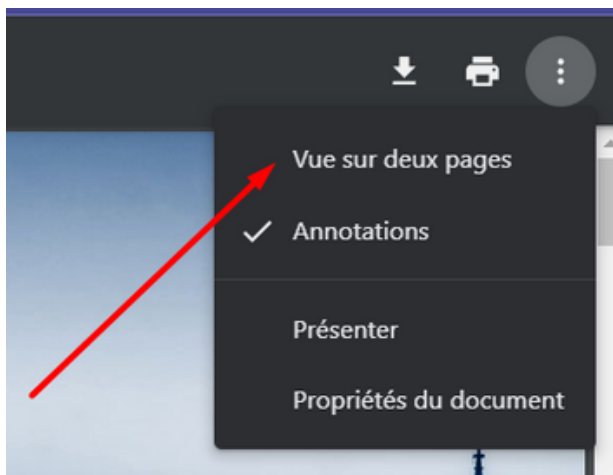 Vue sur deux pages
Annotations
Présenter
Propriétés du document